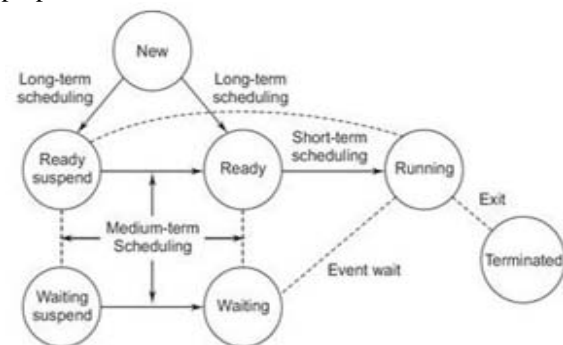 New
Long-term
scheduling
Long-term
scheduling
Ready
suspend
Ready
Short-term
scheduling
Running
Exit
Medium-term
Scheduling
Terminated
Event wait
Waiting
suspend
Waiting